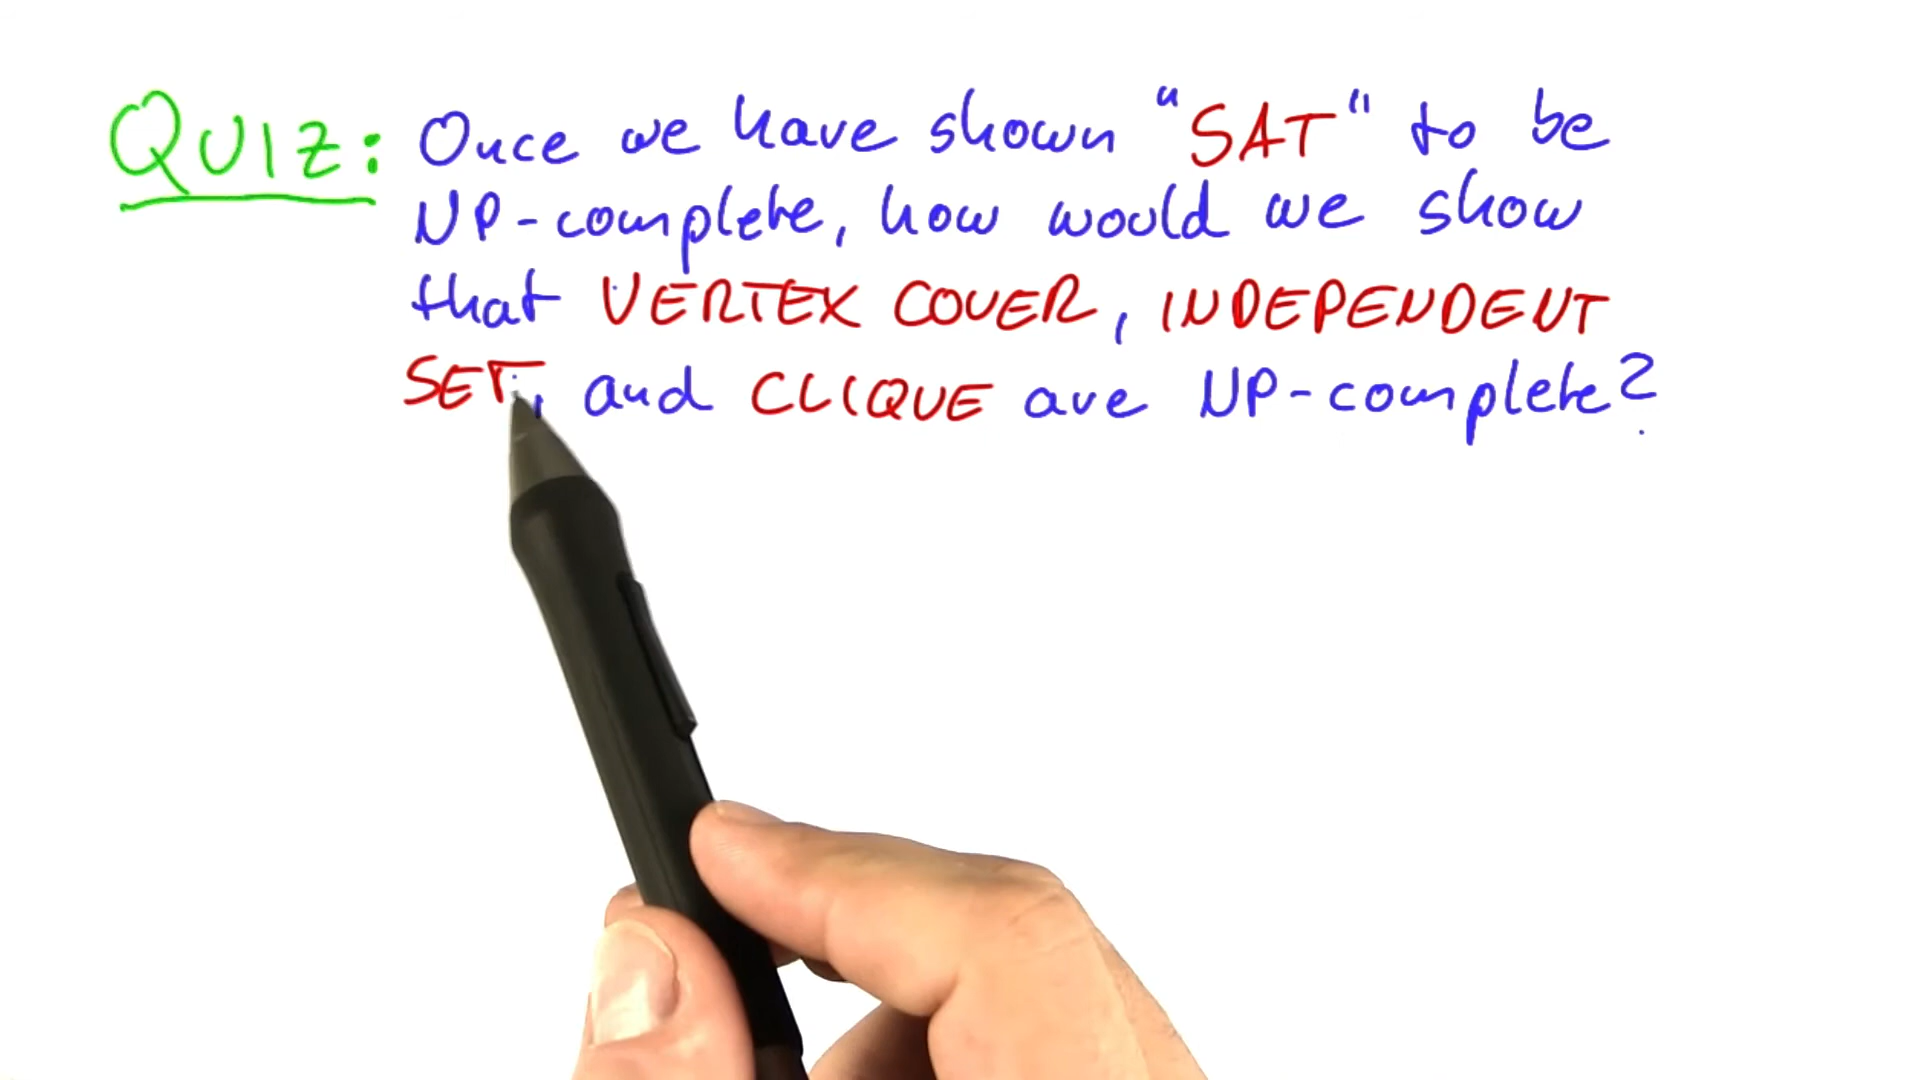 QUIZ: Once we have shown "SAT" to be
NP-complete, how would we show
that VERTEX COVER, INDEPENDENT
SET, and CLIQUE are NP-complete?